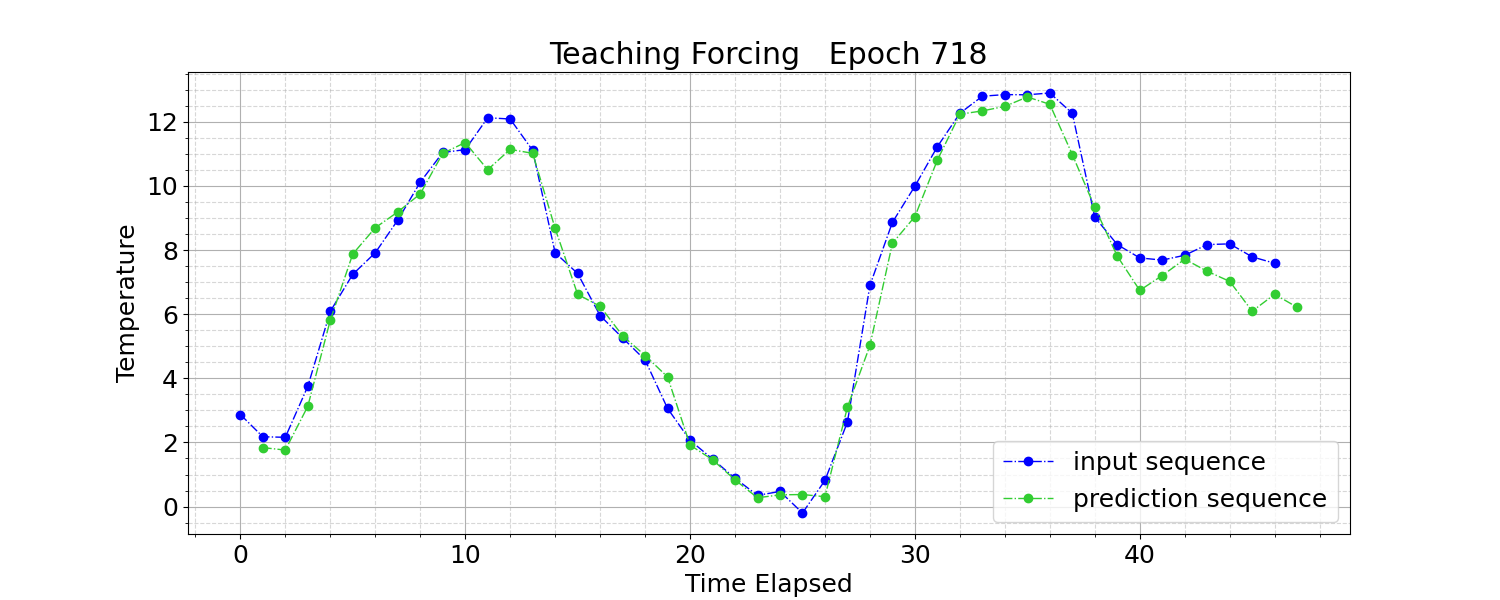 Teaching Forcing   Epoch 718
12
10
8
6
4
2
0
Temperature
0 10 20 30 40
Time Elapsed
input sequence
prediction sequence